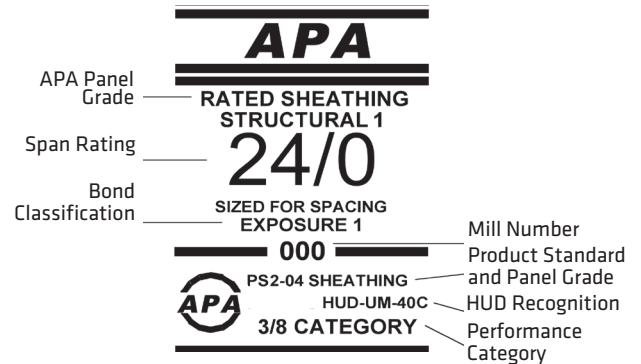 APA
APA Panel
Grade
RATED SHEATHING
STRUCTURAL 1
Span Rating
24/0
Bond
Classification
SIZED FOR SPACING
EXPOSURE 1
000
Mill Number
PS2-04 SHEATHING
Product Standard
and Panel Grade
APA
HUD-UM-40C
HUD Recognition
3/8 CATEGORY
Performance
Category